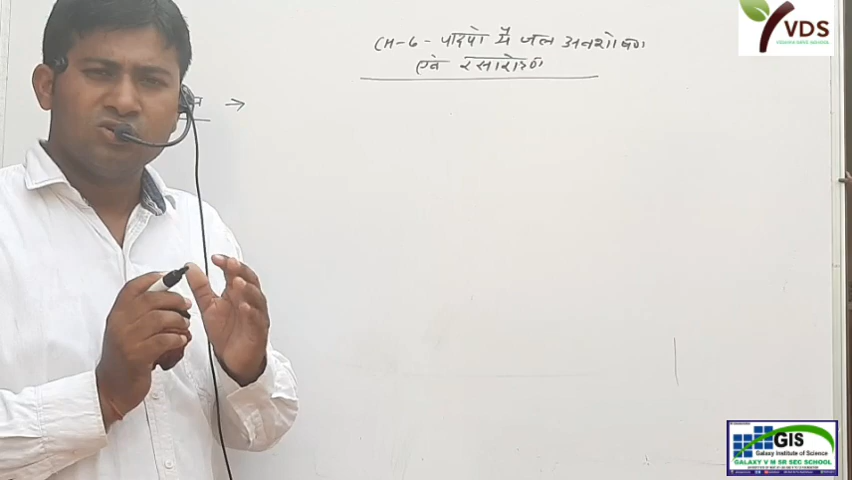 CH-6 - पादपों में जल अवशोषण
एवं रसारोहण
→
VDS
GIS
Galaxy Institute of Science
GALAXY V M SR SEC SCHOOL